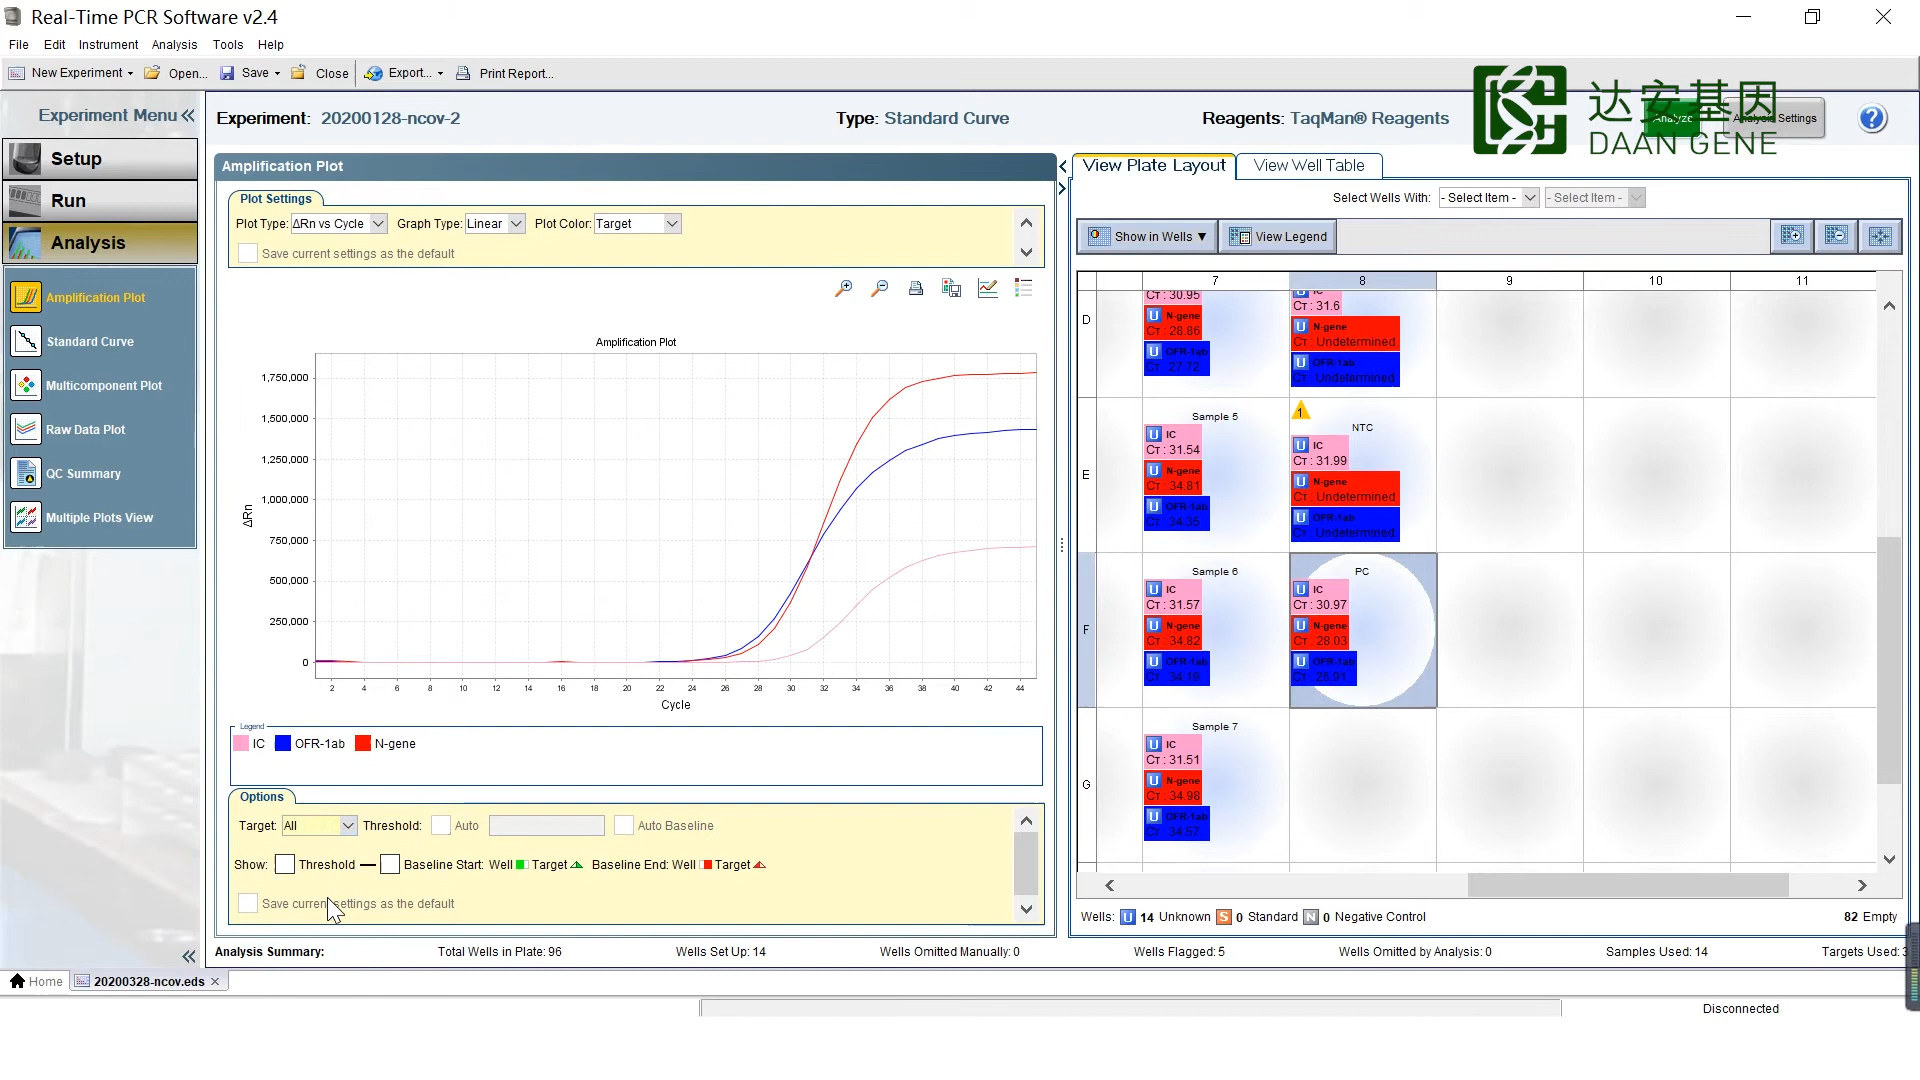 Real-Time PCR Software v2.4
File Edit Instrument Analysis Tools Help
New Experiment Open... Save Close Export... Print Report...
Experiment Menu
Setup
Run
Analysis
Amplification Plot
Standard Curve
Multicomponent Plot
Raw Data Plot
QC Summary
Multiple Plots View
Experiment: 20200128-ncov-2
Type: Standard Curve
Reagents: TaqMan® Reagents
Analyze
Analysis Settings
达安基因
DAAN GENE
Amplification Plot
Plot Settings
Plot Type: ΔRn vs Cycle Graph Type: Linear Plot Color: Target
Save current settings as the default
Amplification Plot
1,750,000
1,500,000
1,250,000
1,000,000
750,000
500,000
250,000
0
ΔRn
2 4 6 8 10 12 14 16 18 20 22 24 26 28 30 32 34 36 38 40 42 44
Cycle
Legend
IC OFR-1ab N-gene
Options
Target: All Threshold: Auto Auto Baseline
Show: Threshold Baseline Start: Well Target Baseline End: Well Target
Save current settings as the default
View Plate Layout View Well Table
Select Wells With: - Select Item - - Select Item -
Show in Wells ▼ View Legend
7 8 9 10 11
D
CT : 30.95
U N-gene
CT : 28.86
U OFR-1ab
CT : 27.72
U IC
CT : 31.6
U N-gene
CT : Undetermined
U OFR-1ab
CT : Undetermined
E
Sample 5
U IC
CT : 31.54
U N-gene
CT : 34.81
U OFR-1ab
CT : 34.35
1
NTC
U IC
CT : 31.99
U N-gene
CT : Undetermined
U OFR-1ab
CT : Undetermined
F
Sample 6
U IC
CT : 31.57
U N-gene
CT : 34.82
U OFR-1ab
CT : 34.19
PC
U IC
CT : 30.97
U N-gene
CT : 28.03
U OFR-1ab
CT : 26.91
G
Sample 7
U IC
CT : 31.51
U N-gene
CT : 34.98
U OFR-1ab
CT : 34.57
Wells: U 14 Unknown S 0 Standard N 0 Negative Control 82 Empty
Analysis Summary: Total Wells in Plate: 96 Wells Set Up: 14 Wells Omitted Manually: 0 Wells Flagged: 5 Wells Omitted by Analysis: 0 Samples Used: 14 Targets Used: 3
Home 20200328-ncov.eds
Disconnected